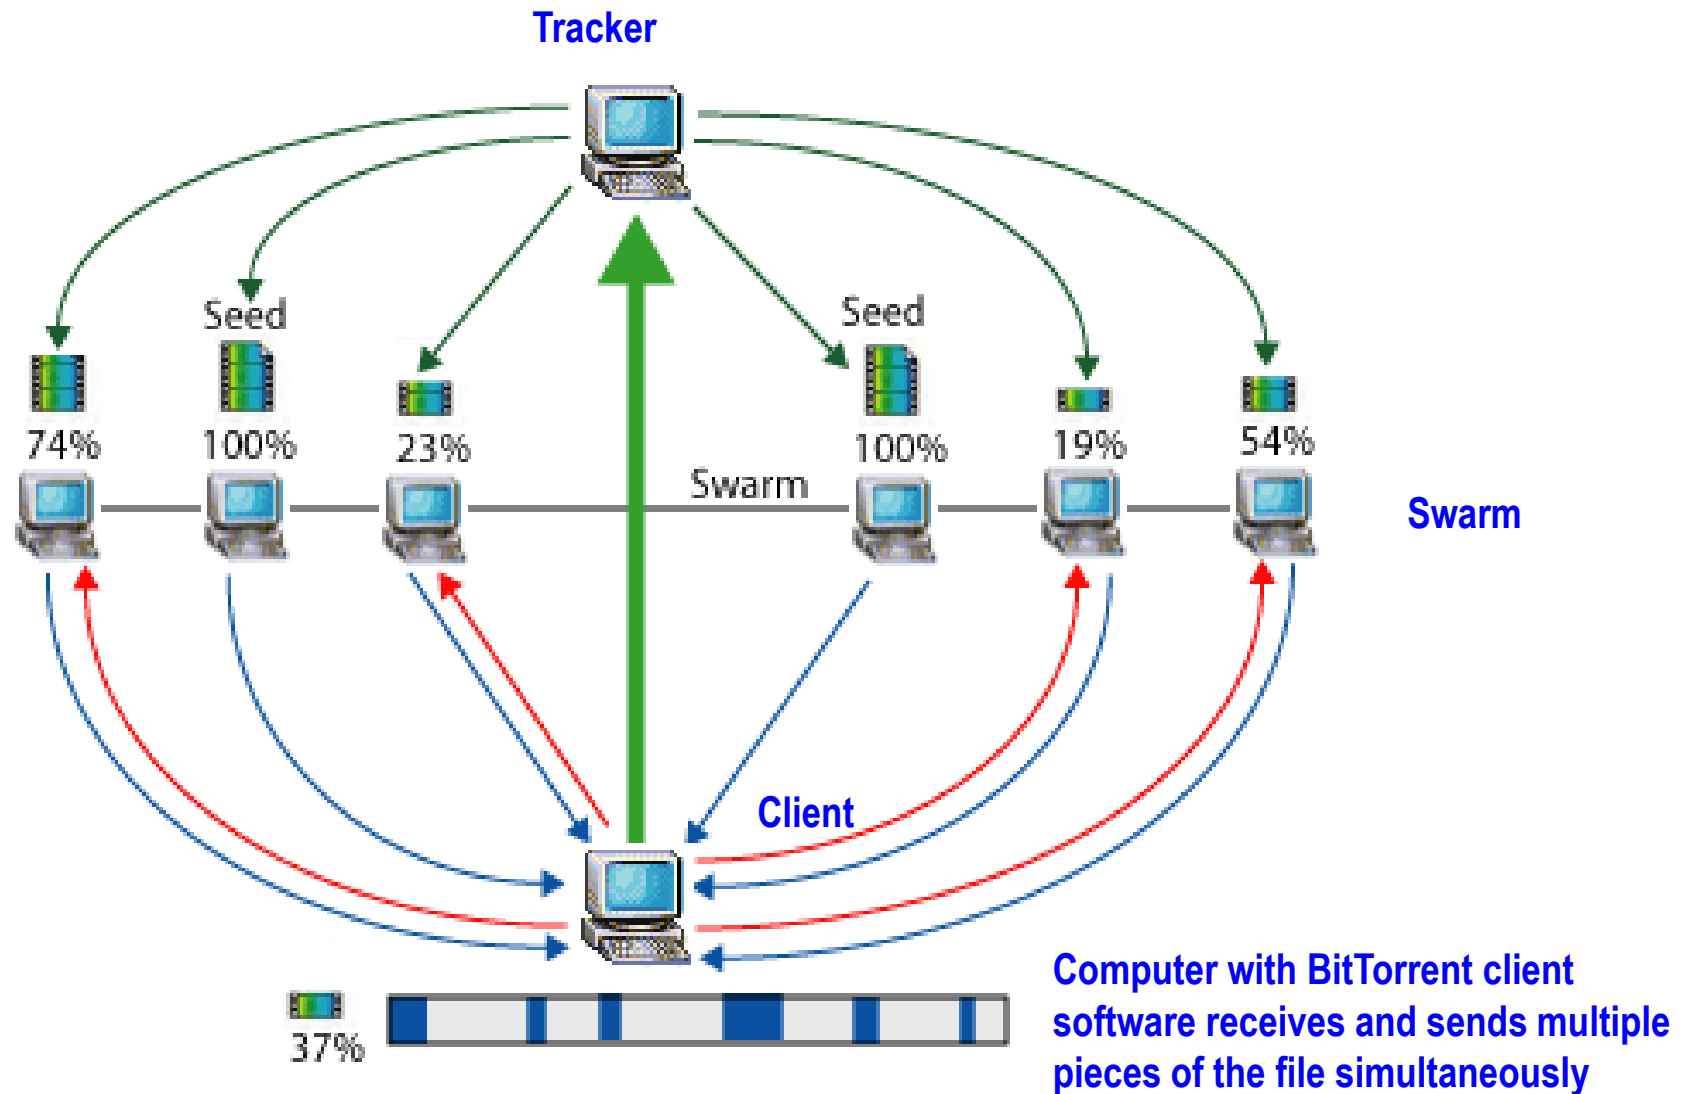 Tracker
Seed
Seed
74%
100%
23%
100%
19%
54%
Swarm
Swarm
Client
37%
Computer with BitTorrent client
software receives and sends multiple
pieces of the file simultaneously